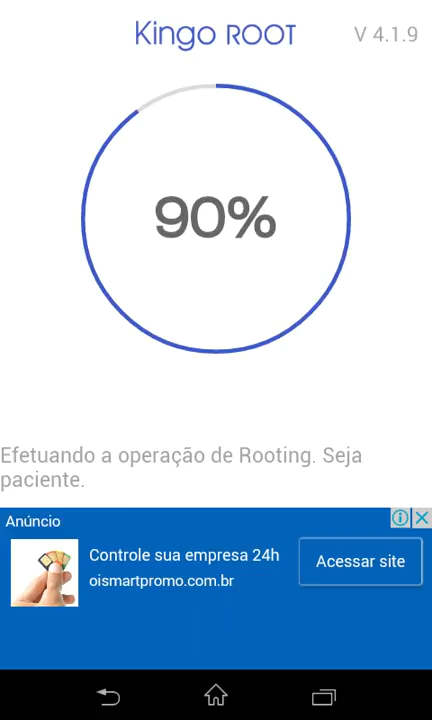 Kingo ROOT
V 4.1.9
90%
Efetuando a operação de Rooting. Seja
paciente.
Anúncio
Controle sua empresa 24h
oismartpromo.com.br
Acessar site